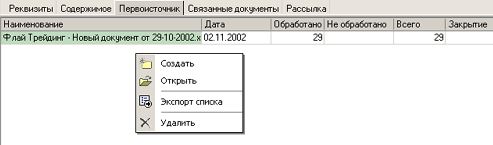 Реквизиты Содержимое Первоисточник Связанные документы Рассылка
Наименование Дата Обработано Не обработано Всего Закрытие
Флай Трейдинг - Новый документ от 29-10-2002.x 02.11.2002 29 29
Создать
Открыть
Экспорт списка
Удалить